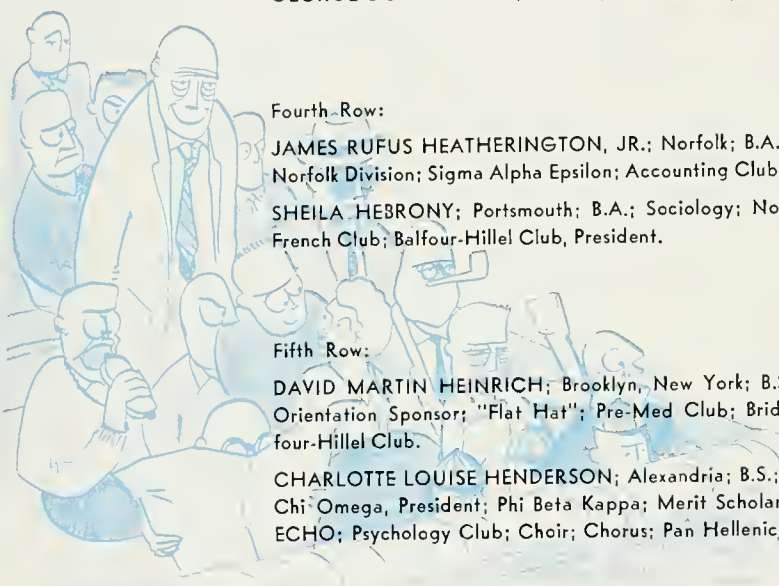 GEORGE
Fourth Row:
JAMES RUFUS HEATHERINGTON, JR.; Norfolk; B.A.
Norfolk Division; Sigma Alpha Epsilon; Accounting Club
SHEILA HEBRONY; Portsmouth; B.A.; Sociology; No
French Club; Balfour-Hillel Club, President.
Fifth Row:
DAVID MARTIN HEINRICH; Brooklyn, New York; B.
Orientation Sponsor; "Flat Hat"; Pre-Med Club; Brid
four-Hillel Club.
CHARLOTTE LOUISE HENDERSON; Alexandria; B.S.;
Chi Omega, President; Phi Beta Kappa; Merit Scholar
ECHO; Psychology Club; Choir; Chorus; Pan Hellenic,